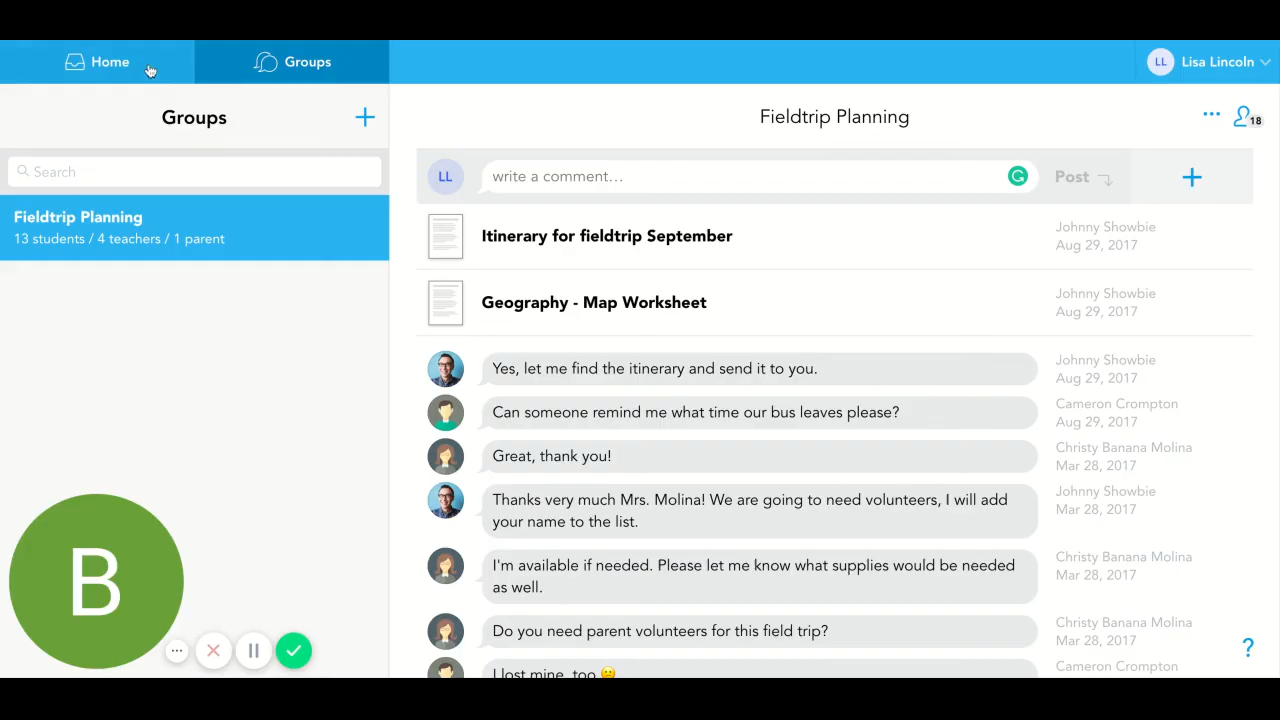 Home
Groups
LL
Lisa Lincoln
Groups
Fieldtrip Planning
18
Search
LL
write a comment…
Post
Fieldtrip Planning
13 students / 4 teachers / 1 parent
Itinerary for fieldtrip September
Johnny Showbie
Aug 29, 2017
Geography - Map Worksheet
Johnny Showbie
Aug 29, 2017
Yes, let me find the itinerary and send it to you.
Johnny Showbie
Aug 29, 2017
Can someone remind me what time our bus leaves please?
Cameron Crompton
Aug 29, 2017
Great, thank you!
Christy Banana Molina
Mar 28, 2017
Thanks very much Mrs. Molina! We are going to need volunteers, I will add
your name to the list.
Johnny Showbie
Mar 28, 2017
I'm available if needed. Please let me know what supplies would be needed
as well.
Christy Banana Molina
Mar 28, 2017
Do you need parent volunteers for this field trip?
Christy Banana Molina
Mar 28, 2017
I lost mine, too 🙁
Cameron Crompton
B
?